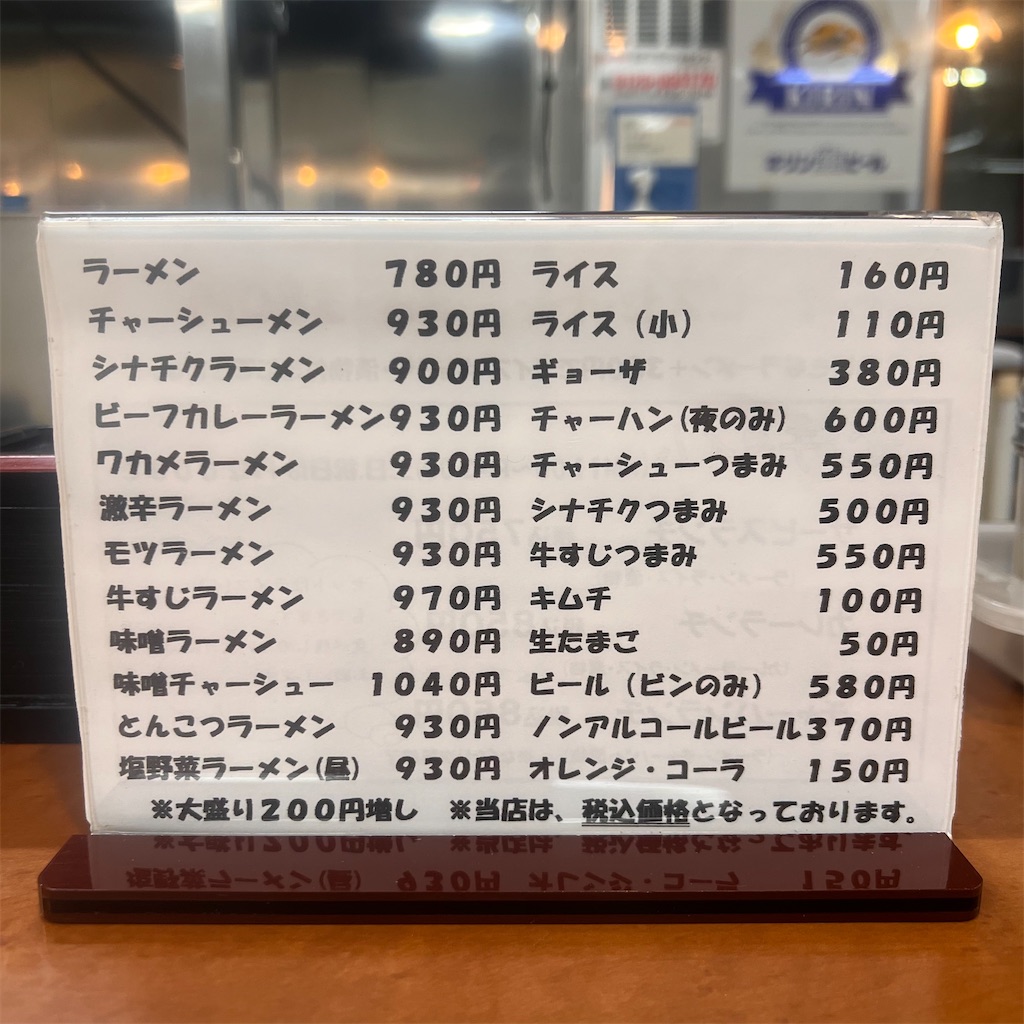 KIRIN
キリンビール
ラーメン 780円
チャーシューメン 930円
シナチクラーメン 900円
ビーフカレーラーメン 930円
ワカメラーメン 930円
激辛ラーメン 930円
モツラーメン 930円
牛すじラーメン 970円
味噌ラーメン 890円
味噌チャーシュー 1040円
とんこつラーメン 930円
塩野菜ラーメン(昼) 930円
ライス 160円
ライス（小） 110円
ギョーザ 380円
チャーハン(夜のみ) 600円
チャーシューつまみ 550円
シナチクつまみ 500円
牛すじつまみ 550円
キムチ 100円
生たまご 50円
ビール（ビンのみ） 580円
ノンアルコールビール 370円
オレンジ・コーラ 150円
※大盛り200円増し ※当店は、税込価格となっております。